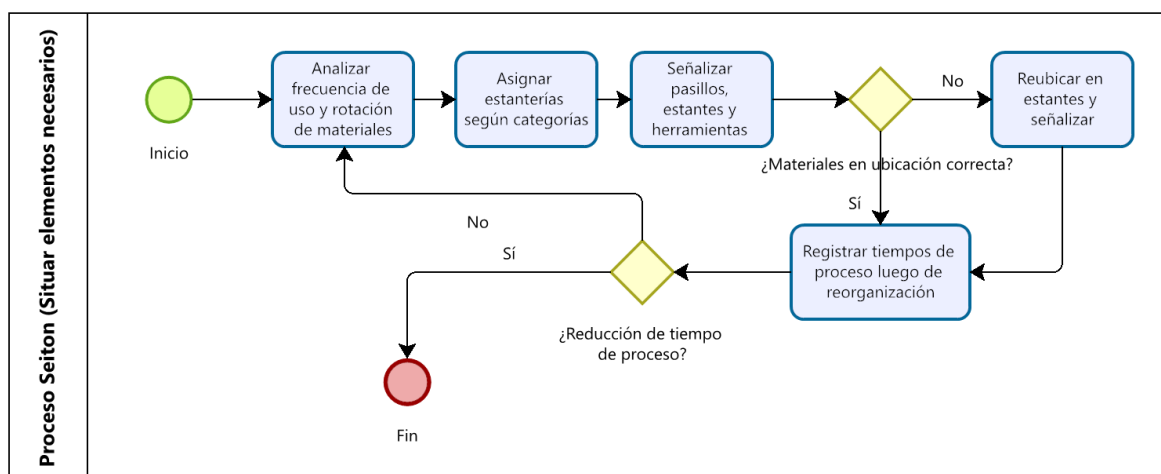 Proceso Seiton (Situar elementos necesarios)
Inicio
Analizar
frecuencia de
uso y rotación
de materiales
Asignar
estanterías
según categorías
Señalizar
pasillos,
estantes y
herramientas
¿Materiales en ubicación correcta?
No
Reubicar en
estantes y
señalizar
Sí
Registrar tiempos de
proceso luego de
reorganización
¿Reducción de tiempo
de proceso?
No
Sí
Fin